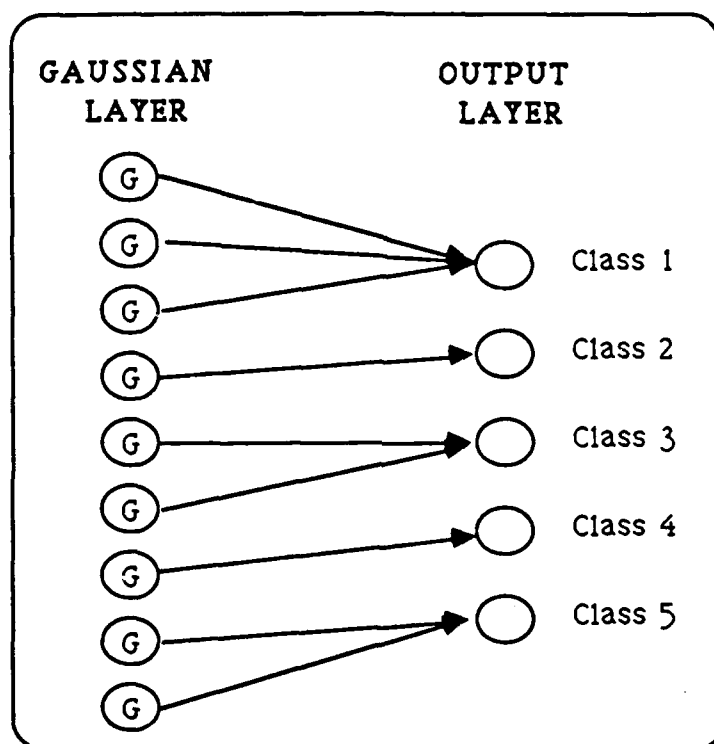 GAUSSIAN LAYER
OUTPUT LAYER
G
G
G
G
G
G
G
G
G
Class 1
Class 2
Class 3
Class 4
Class 5